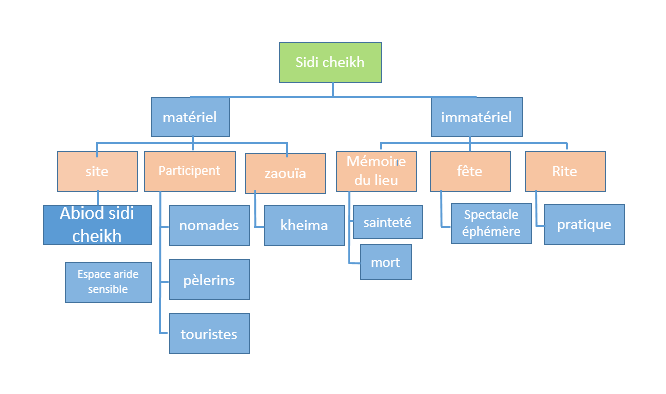 Sidi cheikh
matériel
immatériel
site
Participent
zaouïa
Mémoire
du lieu
fête
Rite
Abiod sidi
cheikh
nomades
kheima
sainteté
Spectacle
éphémère
pratique
Espace aride
sensible
pèlerins
mort
touristes